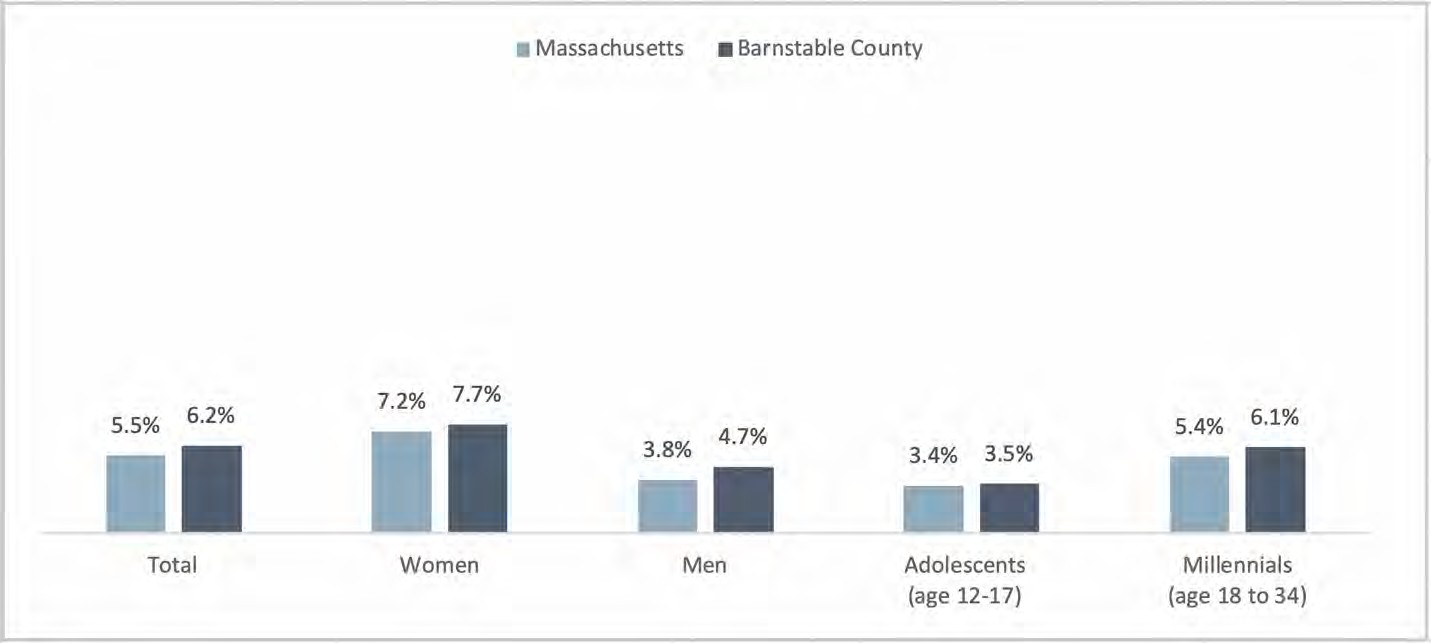 Massachusetts Barnstable County
5.5% 6.2% 7.2% 7.7% 3.8% 4.7% 3.4% 3.5% 5.4% 6.1%
Total Women Men Adolescents Millennials
(age 12-17) (age 18 to 34)